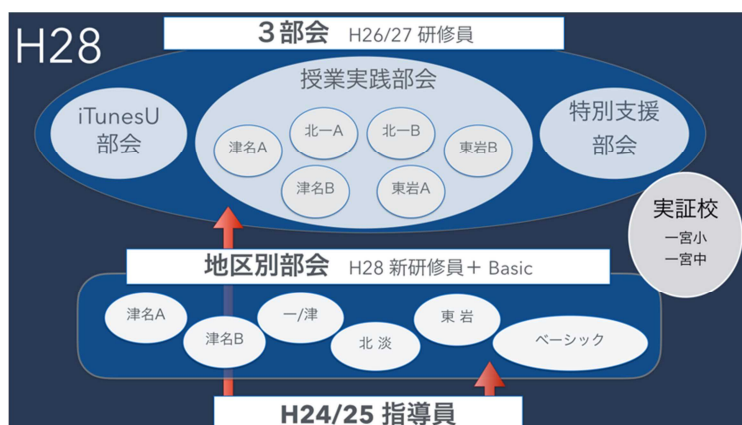 H28
3部会 H26/27 研修員
授業実践部会
iTunesU
部会
特別支援
部会
津名A
北一A
北一B
東岩B
津名B
東岩A
実証校
一宮小
一宮中
地区別部会 H28 新研修員+ Basic
津名A
津名B
一/津
北 淡
東 岩
ベーシック
H24/25 指導員